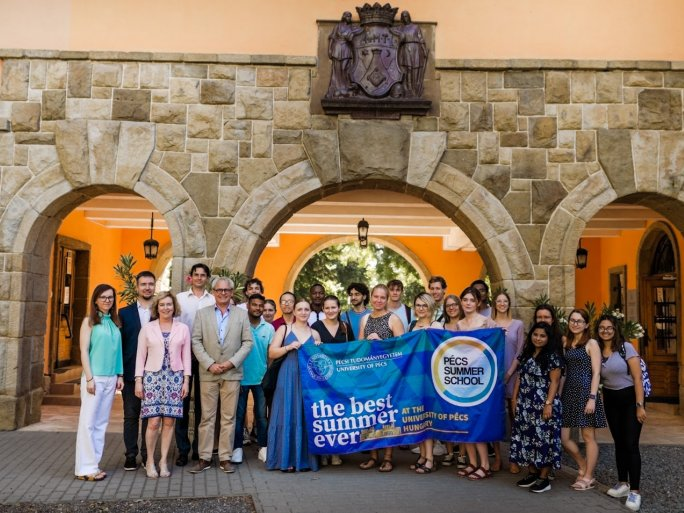 PÉCSI TUDOMÁNYEGYETEM
UNIVERSITY OF PÉCS
the best
summer
ever
AT THE
UNIVERSITY OF PÉCS
HUNGARY
PÉCS
SUMMER
SCHOOL